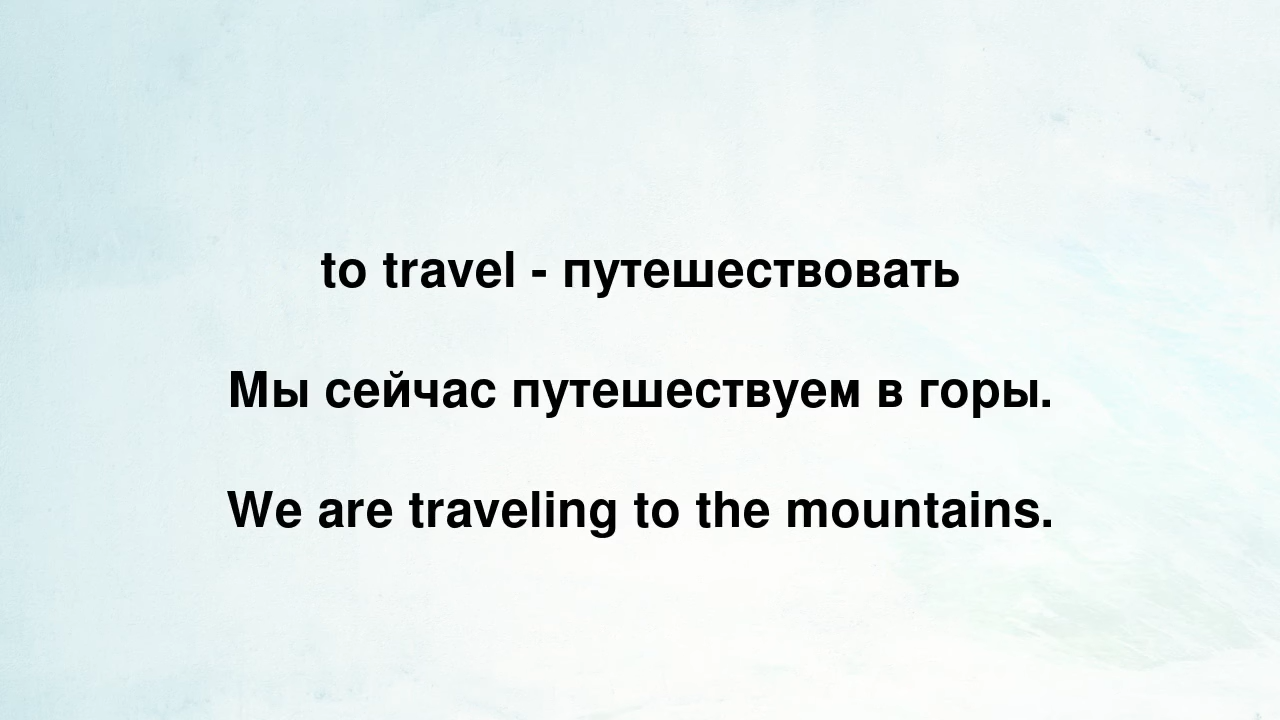 to travel - путешествовать
Мы сейчас путешествуем в горы.
We are traveling to the mountains.